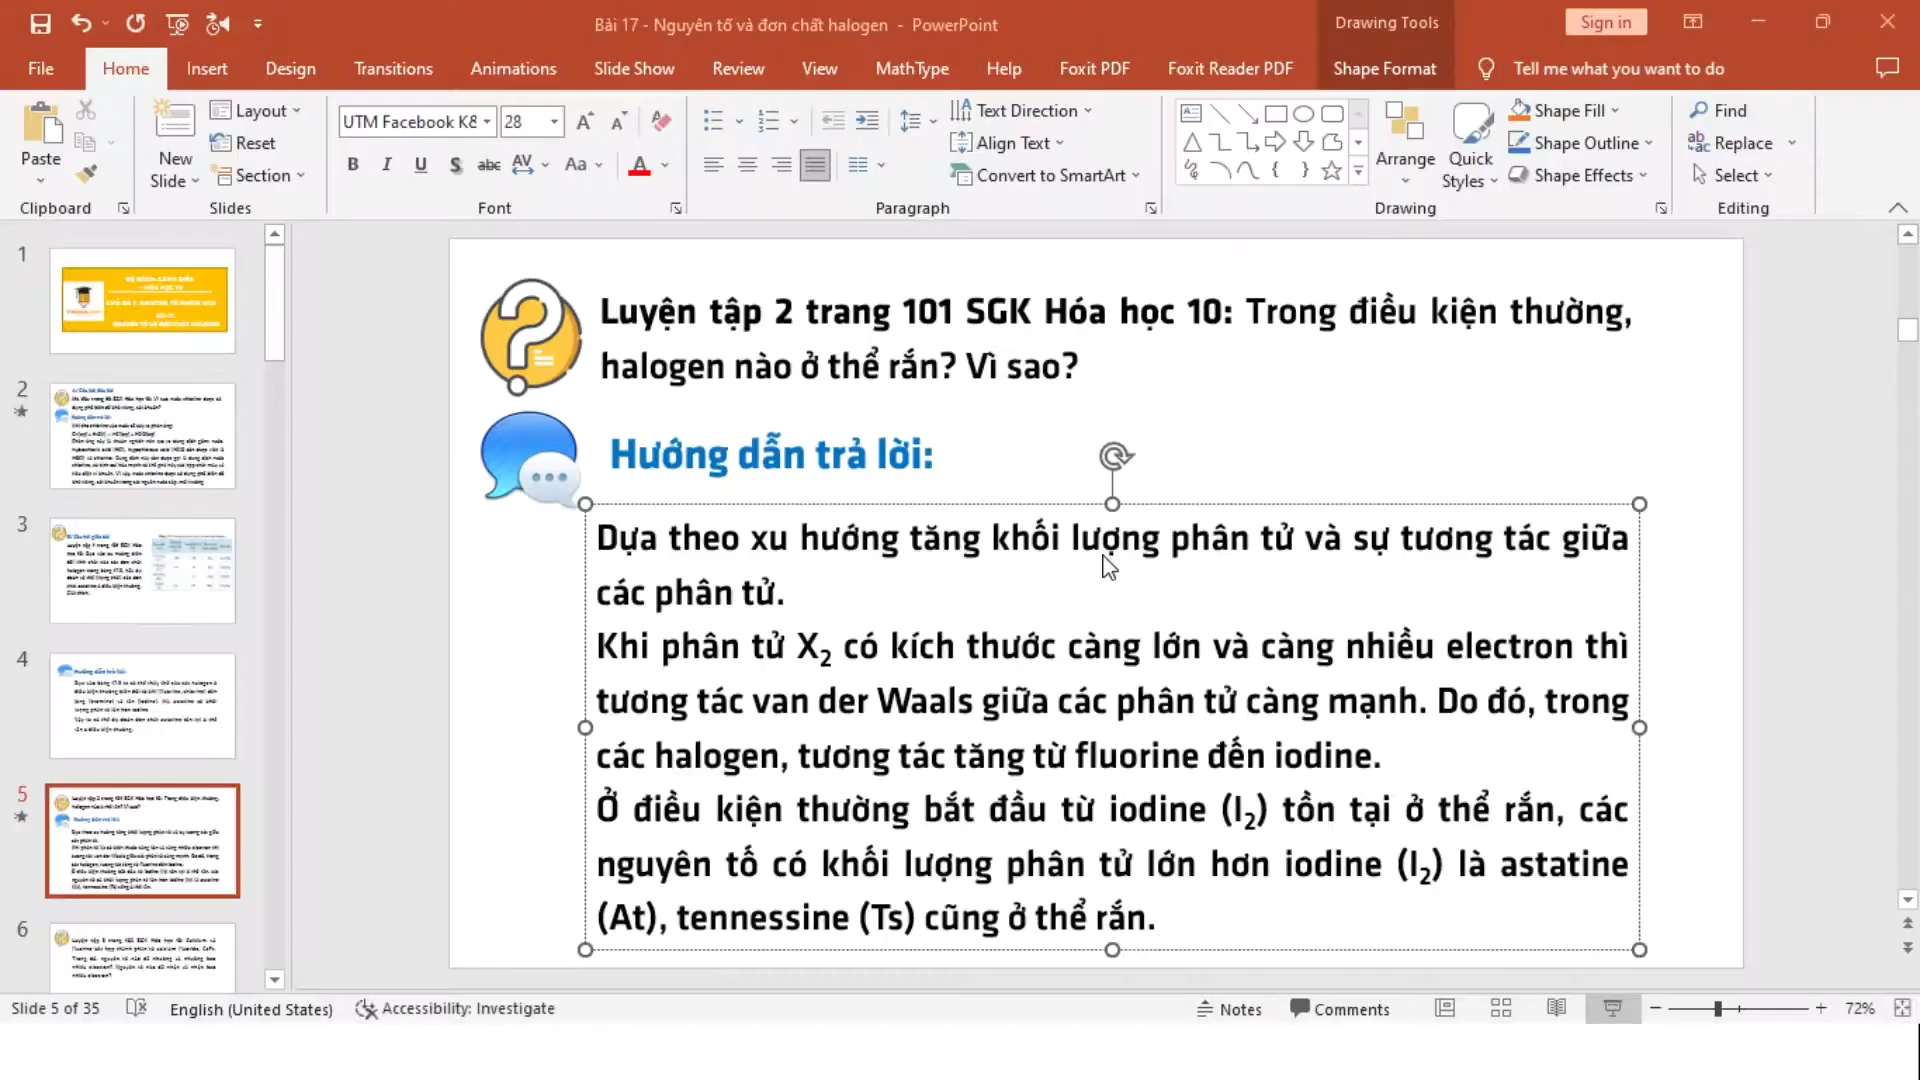 Bài 17 - Nguyên tố và đơn chất halogen - PowerPoint
Drawing Tools
Sign in
File Home Insert Design Transitions Animations Slide Show Review View MathType Help Foxit PDF Foxit Reader PDF Shape Format Tell me what you want to do
Paste
Clipboard
New Slide
Layout
Reset
Section
Slides
UTM Facebook K& 28
Font
Text Direction
Align Text
Convert to SmartArt
Paragraph
Arrange
Quick Styles
Shape Fill
Shape Outline
Shape Effects
Drawing
Find
Replace
Select
Editing
1
2
3
4
5
6
Luyện tập 2 trang 101 SGK Hóa học 10: Trong điều kiện thường,
halogen nào ở thể rắn? Vì sao?
Hướng dẫn trả lời:
Dựa theo xu hướng tăng khối lượng phân tử và sự tương tác giữa
các phân tử.
Khi phân tử X₂ có kích thước càng lớn và càng nhiều electron thì
tương tác van der Waals giữa các phân tử càng mạnh. Do đó, trong
các halogen, tương tác tăng từ fluorine đến iodine.
Ở điều kiện thường bắt đầu từ iodine (I₂) tồn tại ở thể rắn, các
nguyên tố có khối lượng phân tử lớn hơn iodine (I₂) là astatine
(At), tennessine (Ts) cũng ở thể rắn.
Slide 5 of 35 English (United States) Accessibility: Investigate Notes Comments 72%